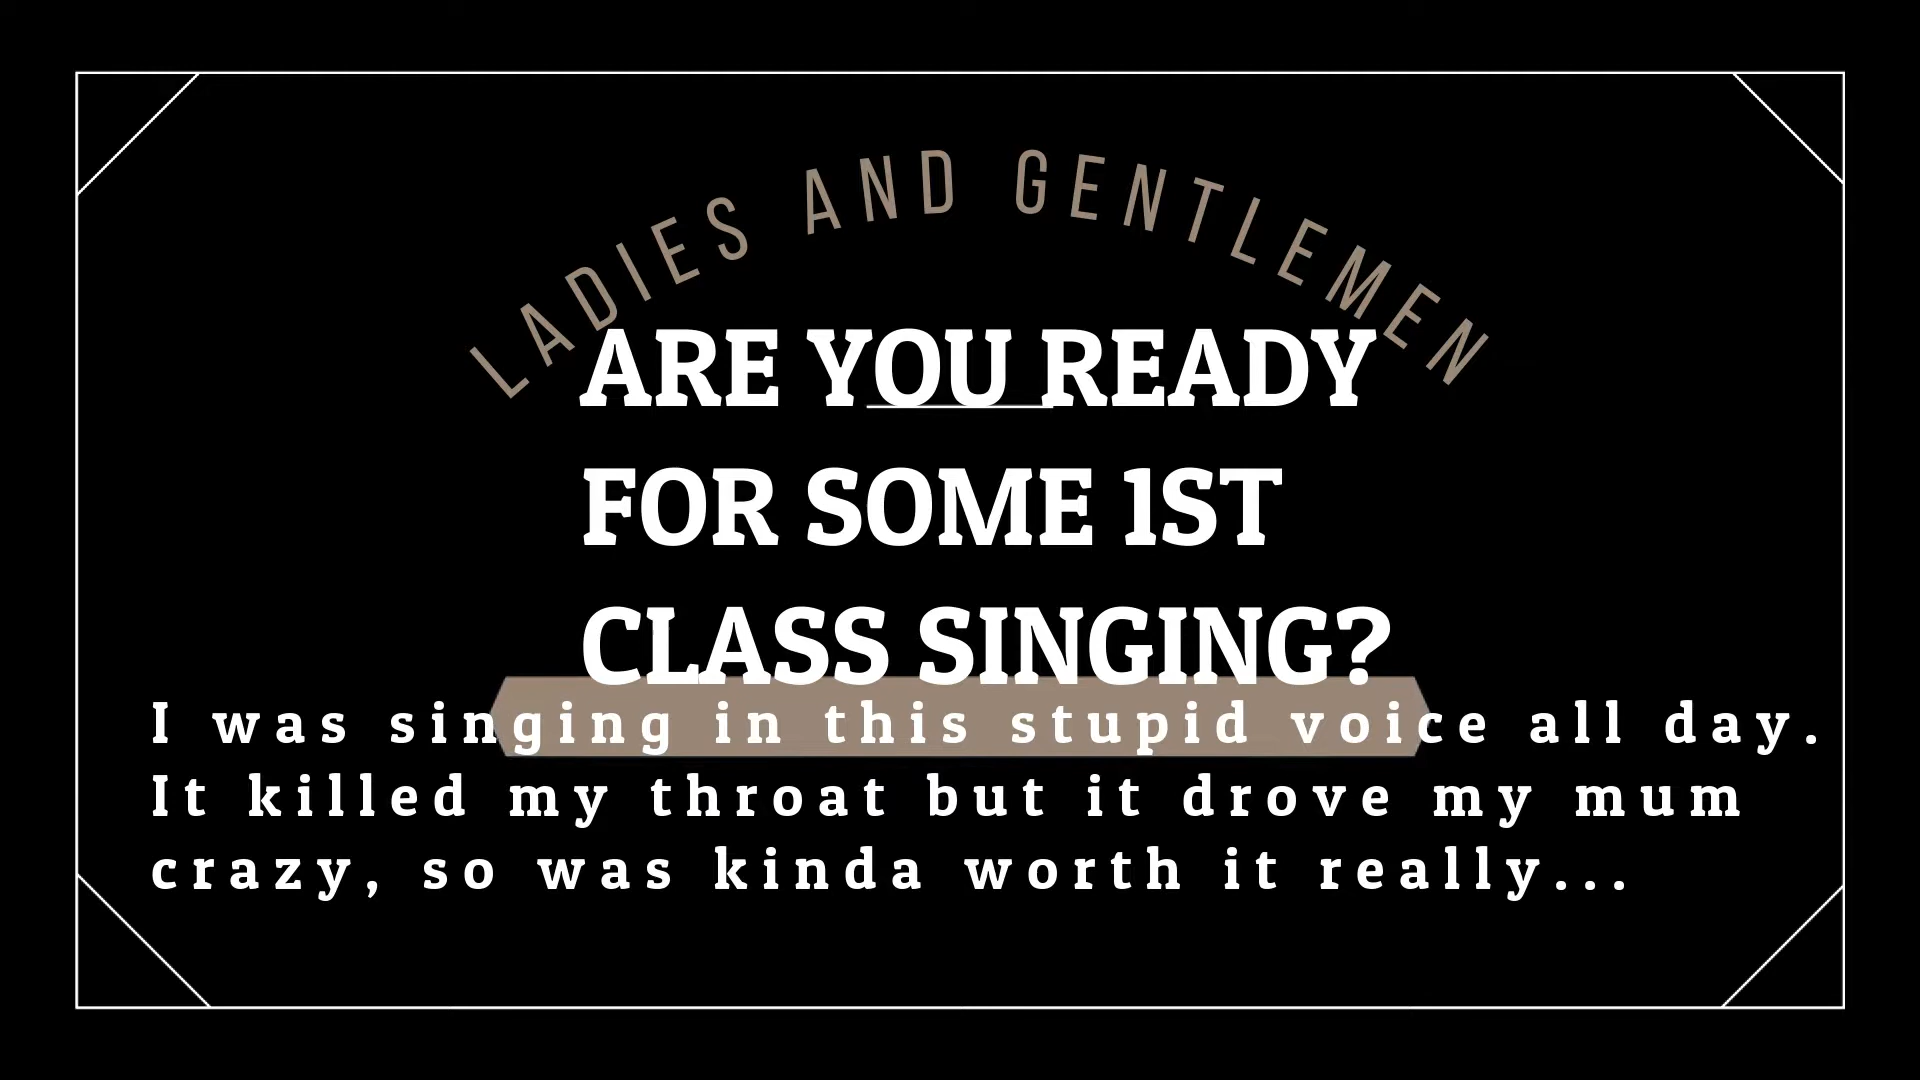 LADIES AND GENTLEMEN
ARE YOU READY
FOR SOME 1ST
CLASS SINGING?
I was singing in this stupid voice all day.
It killed my throat but it drove my mum
crazy, so was kinda worth it really...